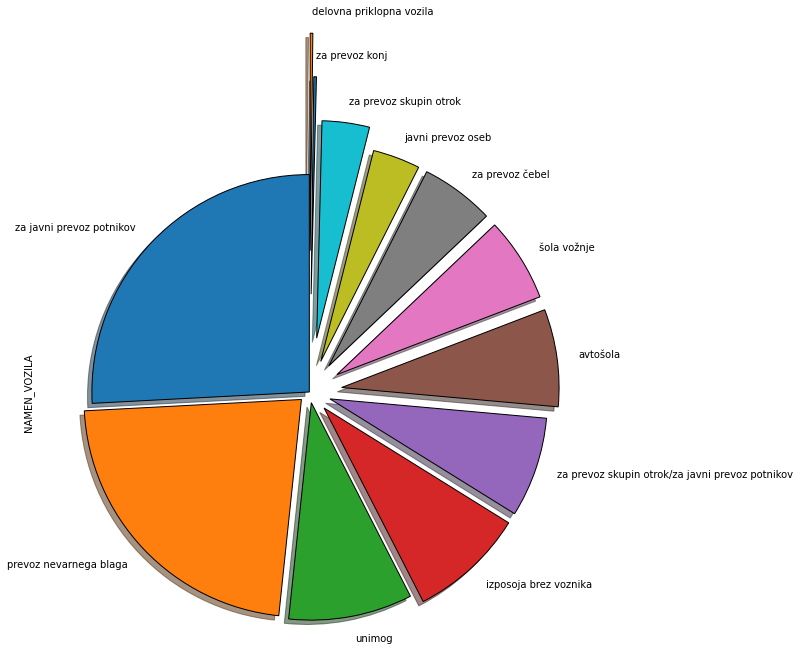 delovna priklopna vozila
za prevoz konj
za prevoz skupin otrok
javni prevoz oseb
za prevoz čebel
za javni prevoz potnikov
šola vožnje
avtošola
NAMEN_VOZILA
za prevoz skupin otrok/za javni prevoz potnikov
prevoz nevarnega blaga
izposoja brez voznika
unimog